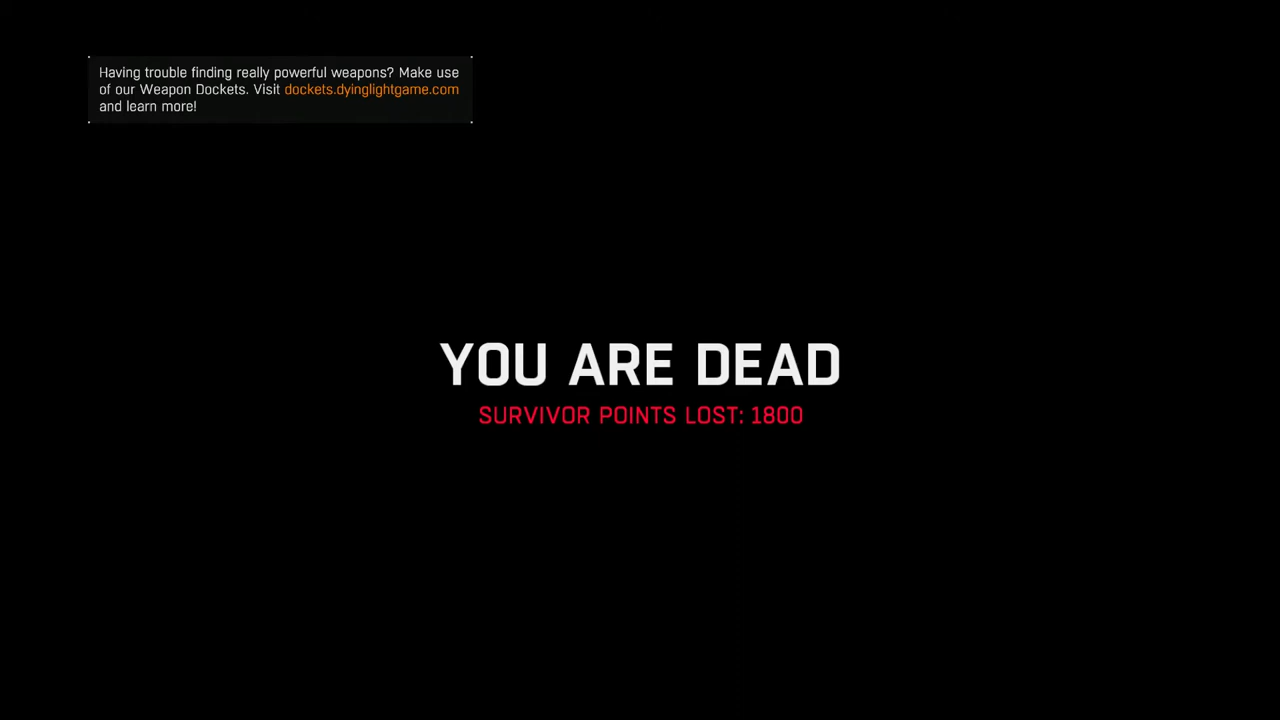 Having trouble finding really powerful weapons? Make use
of our Weapon Dockets. Visit dockets.dyinglightgame.com
and learn more!
YOU ARE DEAD
SURVIVOR POINTS LOST: 1800